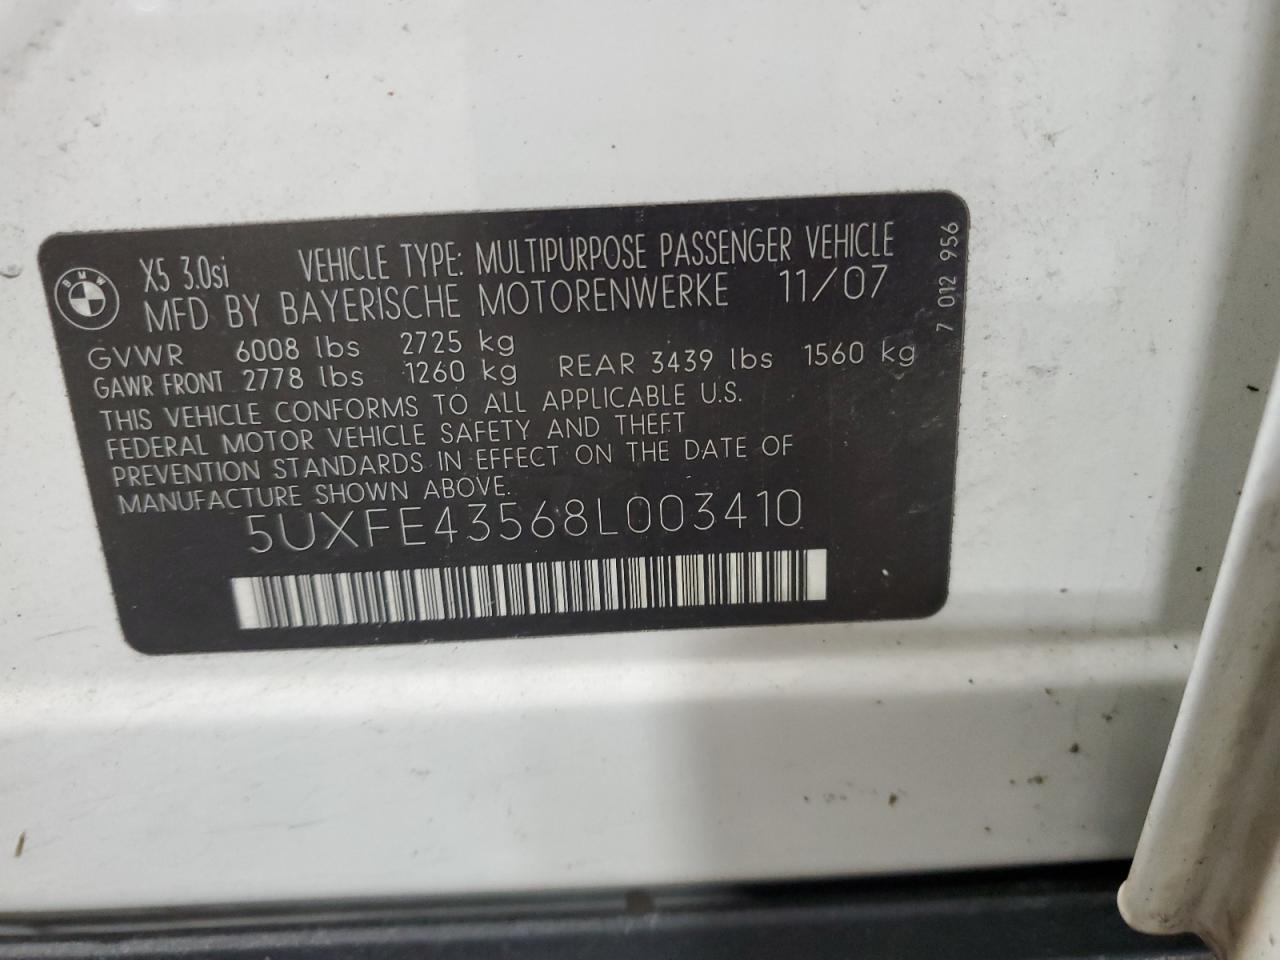 BMW
X5 3.0si VEHICLE TYPE: MULTIPURPOSE PASSENGER VEHICLE
MFD BY BAYERISCHE MOTORENWERKE 11/07
GVWR 6008 lbs 2725 kg
GAWR FRONT 2778 lbs 1260 kg REAR 3439 lbs 1560 kg
THIS VEHICLE CONFORMS TO ALL APPLICABLE U.S.
FEDERAL MOTOR VEHICLE SAFETY AND THEFT
PREVENTION STANDARDS IN EFFECT ON THE DATE OF
MANUFACTURE SHOWN ABOVE.
5UXFE43568L003410
7 012 956